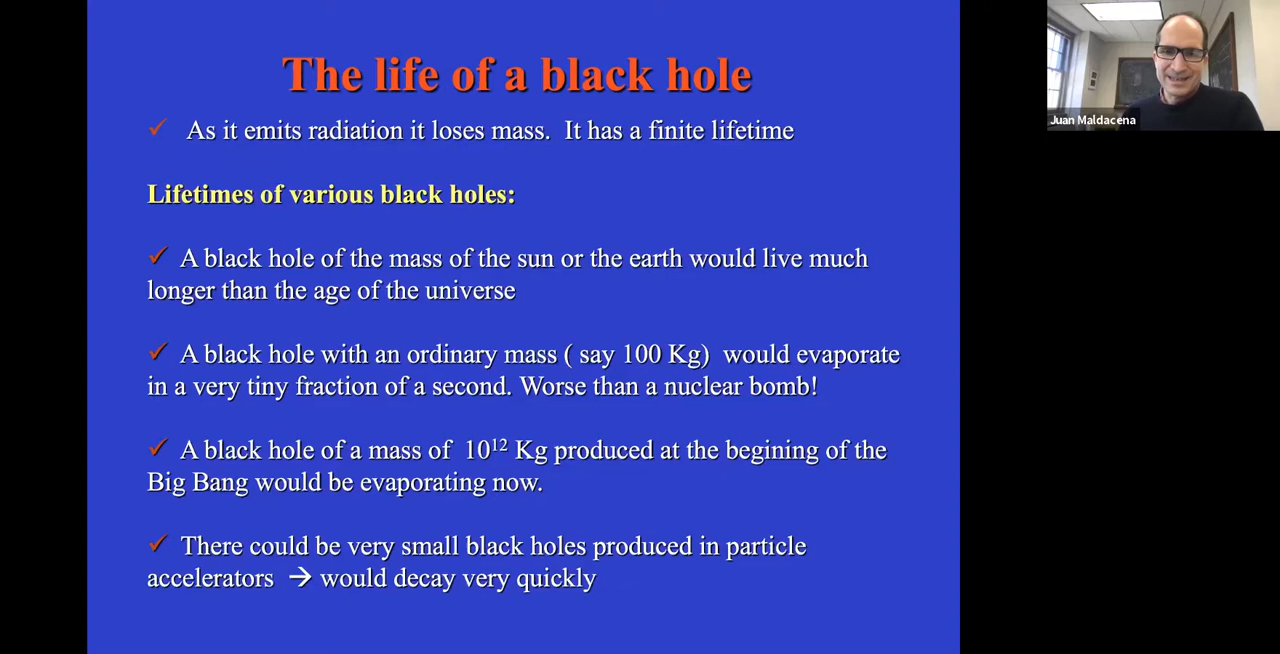 The life of a black hole
✓ As it emits radiation it loses mass. It has a finite lifetime
Lifetimes of various black holes:
✓ A black hole of the mass of the sun or the earth would live much
longer than the age of the universe
✓ A black hole with an ordinary mass ( say 100 Kg) would evaporate
in a very tiny fraction of a second. Worse than a nuclear bomb!
✓ A black hole of a mass of 10¹² Kg produced at the begining of the
Big Bang would be evaporating now.
✓ There could be very small black holes produced in particle
accelerators → would decay very quickly
Juan Maldacena